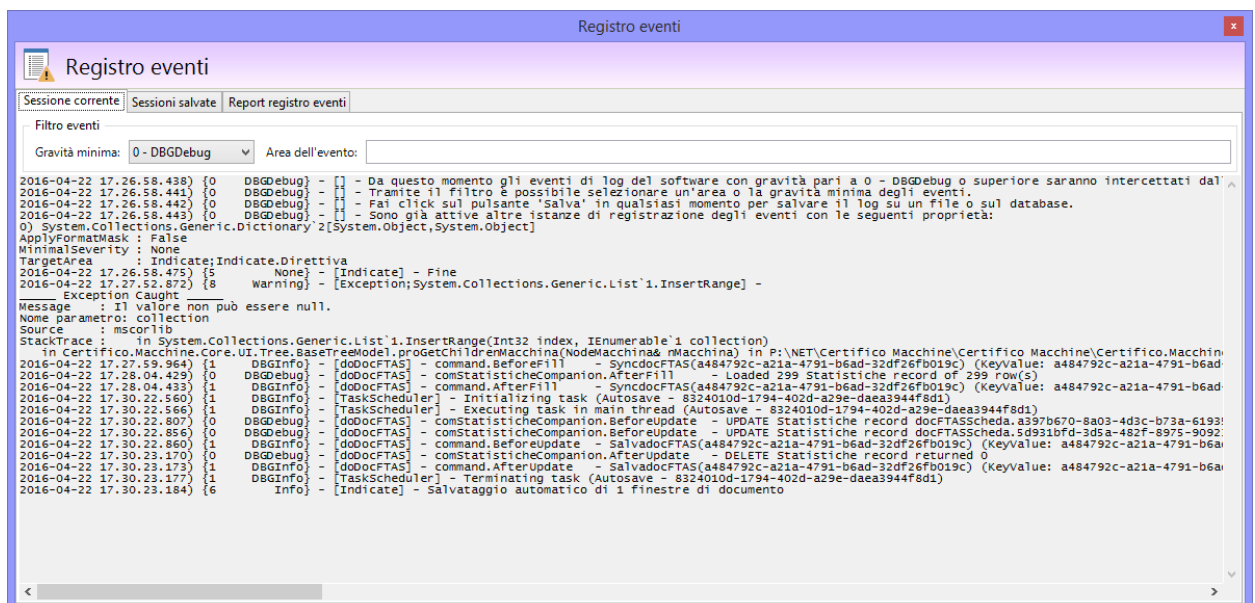 Registro eventi
x
Registro eventi
Sessione corrente Sessioni salvate Report registro eventi
Filtro eventi
Gravità minima: 0 - DBGDebug Area dell'evento:
2016-04-22 17.26.58.438) {0 DBGDebug} - [] - Da questo momento gli eventi di log del software con gravità pari a 0 - DBGDebug o superiore saranno intercettati dal
2016-04-22 17.26.58.441) {0 DBGDebug} - [] - Tramite il filtro è possibile selezionare un'area o la gravità minima degli eventi.
2016-04-22 17.26.58.442) {0 DBGDebug} - [] - Fai click sul pulsante 'Salva' in qualsiasi momento per salvare il log su un file o sul database.
2016-04-22 17.26.58.443) {0 DBGDebug} - [] - Sono già attive altre istanze di registrazione degli eventi con le seguenti proprietà:
0) System.Collections.Generic.Dictionary`2[System.Object,System.Object]
ApplyFormatMask : False
MinimalSeverity : None
TargetArea : Indicate;Indicate.Direttiva
2016-04-22 17.26.58.475) {5 None} - [Indicate] - Fine
2016-04-22 17.27.52.872) {8 Warning} - [Exception;System.Collections.Generic.List`1.InsertRange] -
_____ Exception Caught _____
Message : Il valore non può essere null.
Nome parametro: collection
Source : mscorlib
StackTrace : in System.Collections.Generic.List`1.InsertRange(Int32 index, IEnumerable`1 collection)
in Certifico.Macchine.Core.UI.Tree.BaseTreeModel.proGetChildrenMacchina(NodeMacchina& nMacchina) in P:\NET\Certifico Macchine\Certifico Macchine\Certifico.Macchin
2016-04-22 17.27.59.964) {1 DBGInfo} - [doDocFTAS] - command.BeforeFill - SyncdocFTAS(a484792c-a21a-4791-b6ad-32df26fb019c) (KeyValue: a484792c-a21a-4791-b6ad-
2016-04-22 17.28.04.429) {0 DBGDebug} - [doDocFTAS] - comStatisticheCompanion.AfterFill - Loaded 299 Statistiche record of 299 row(s)
2016-04-22 17.28.04.433) {1 DBGInfo} - [doDocFTAS] - command.AfterFill - SyncdocFTAS(a484792c-a21a-4791-b6ad-32df26fb019c) (KeyValue: a484792c-a21a-4791-b6ad-
2016-04-22 17.30.22.560) {1 DBGInfo} - [TaskScheduler] - Initializing task (Autosave - 8324010d-1794-402d-a29e-daea3944f8d1)
2016-04-22 17.30.22.566) {1 DBGInfo} - [TaskScheduler] - Executing task in main thread (Autosave - 8324010d-1794-402d-a29e-daea3944f8d1)
2016-04-22 17.30.22.807) {0 DBGDebug} - [doDocFTAS] - comStatisticheCompanion.BeforeUpdate - UPDATE Statistiche record docFTASScheda.a397b670-8a03-4d3c-b73a-6193
2016-04-22 17.30.22.856) {0 DBGDebug} - [doDocFTAS] - comStatisticheCompanion.BeforeUpdate - UPDATE Statistiche record docFTASScheda.5d931bfd-3d5a-482f-8975-9092
2016-04-22 17.30.22.860) {1 DBGInfo} - [doDocFTAS] - command.BeforeUpdate - SalvadocFTAS(a484792c-a21a-4791-b6ad-32df26fb019c) (KeyValue: a484792c-a21a-4791-b6a
2016-04-22 17.30.23.170) {0 DBGDebug} - [doDocFTAS] - comStatisticheCompanion.AfterUpdate - DELETE Statistiche record returned 0
2016-04-22 17.30.23.173) {1 DBGInfo} - [doDocFTAS] - command.AfterUpdate - SalvadocFTAS(a484792c-a21a-4791-b6ad-32df26fb019c) (KeyValue: a484792c-a21a-4791-b6a
2016-04-22 17.30.23.177) {1 DBGInfo} - [TaskScheduler] - Terminating task (Autosave - 8324010d-1794-402d-a29e-daea3944f8d1)
2016-04-22 17.30.23.184) {6 Info} - [Indicate] - Salvataggio automatico di 1 finestre di documento